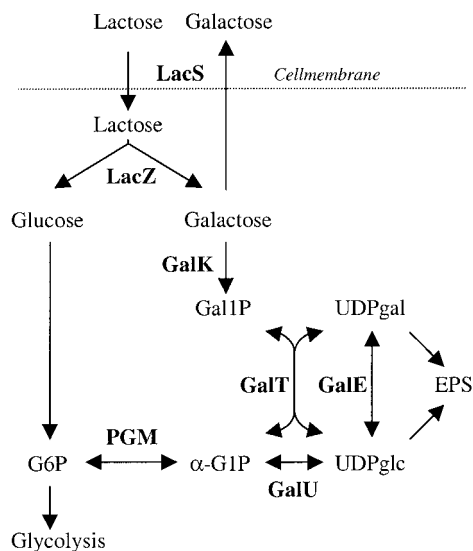 Lactose Galactose
LacS
Cellmembrane
Lactose
LacZ
Glucose Galactose
GalK
Gal1P UDPgal
GalT GalE EPS
PGM
G6P α-G1P UDPglc
GalU
Glycolysis